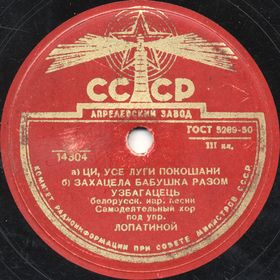 СССР
АПРЕЛЕВСКИЙ ЗАВОД
ГОСТ 5289-50
14304
III кл.
а) ЦИ, УСЕ ЛУГИ ПОКОШАНИ
б) ЗАХАЦЕЛА БАБУШКА РАЗОМ
УЗБАГАЦЕЦЬ
белорусск. нар. песни
Самодеятельный хор
под упр.
ЛОПАТИНОЙ
КОМИТЕТ РАДИОИНФОРМАЦИИ ПРИ СОВЕТЕ МИНИСТРОВ СССР.